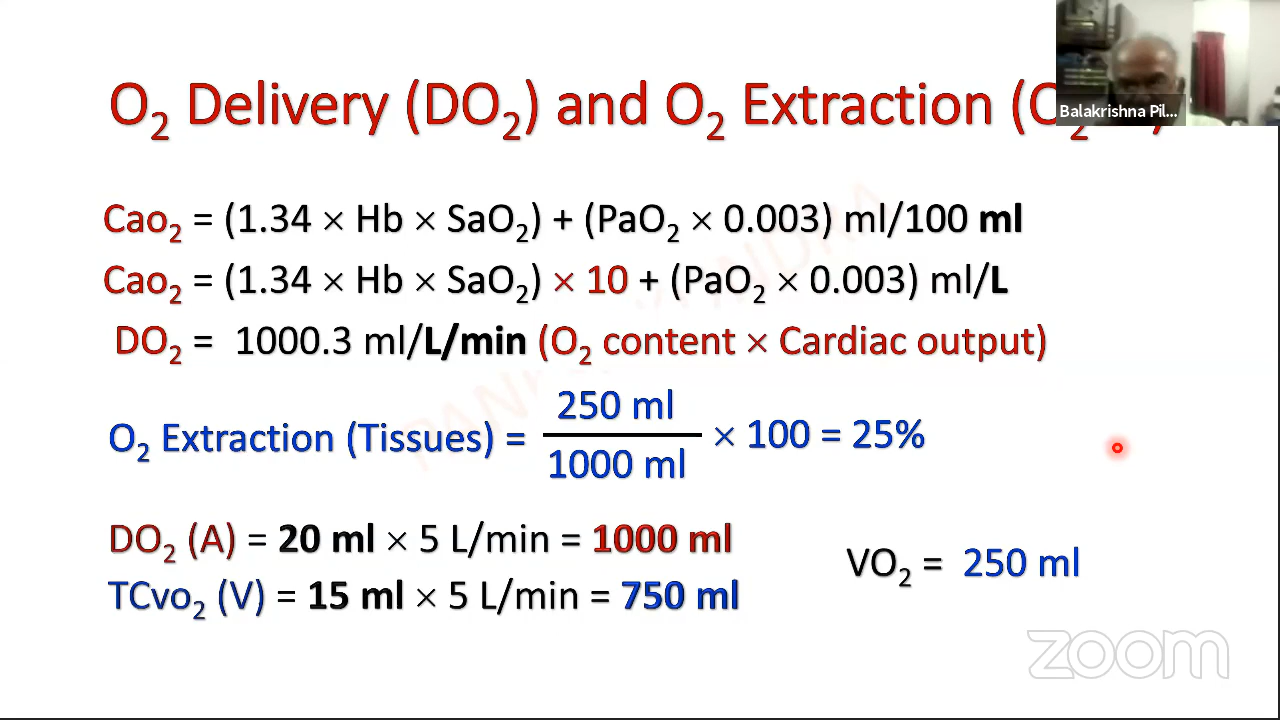 O₂ Delivery (DO₂) and O₂ Extraction (O₂
Balakrishna Pil...
Cao₂ = (1.34 × Hb × SaO₂) + (PaO₂ × 0.003) ml/100 ml
Cao₂ = (1.34 × Hb × SaO₂) × 10 + (PaO₂ × 0.003) ml/L
DO₂ = 1000.3 ml/L/min (O₂ content × Cardiac output)
250 ml
O₂ Extraction (Tissues) = × 100 = 25%
1000 ml
DO₂ (A) = 20 ml × 5 L/min = 1000 ml
VO₂ = 250 ml
TCvo₂ (V) = 15 ml × 5 L/min = 750 ml
zoom